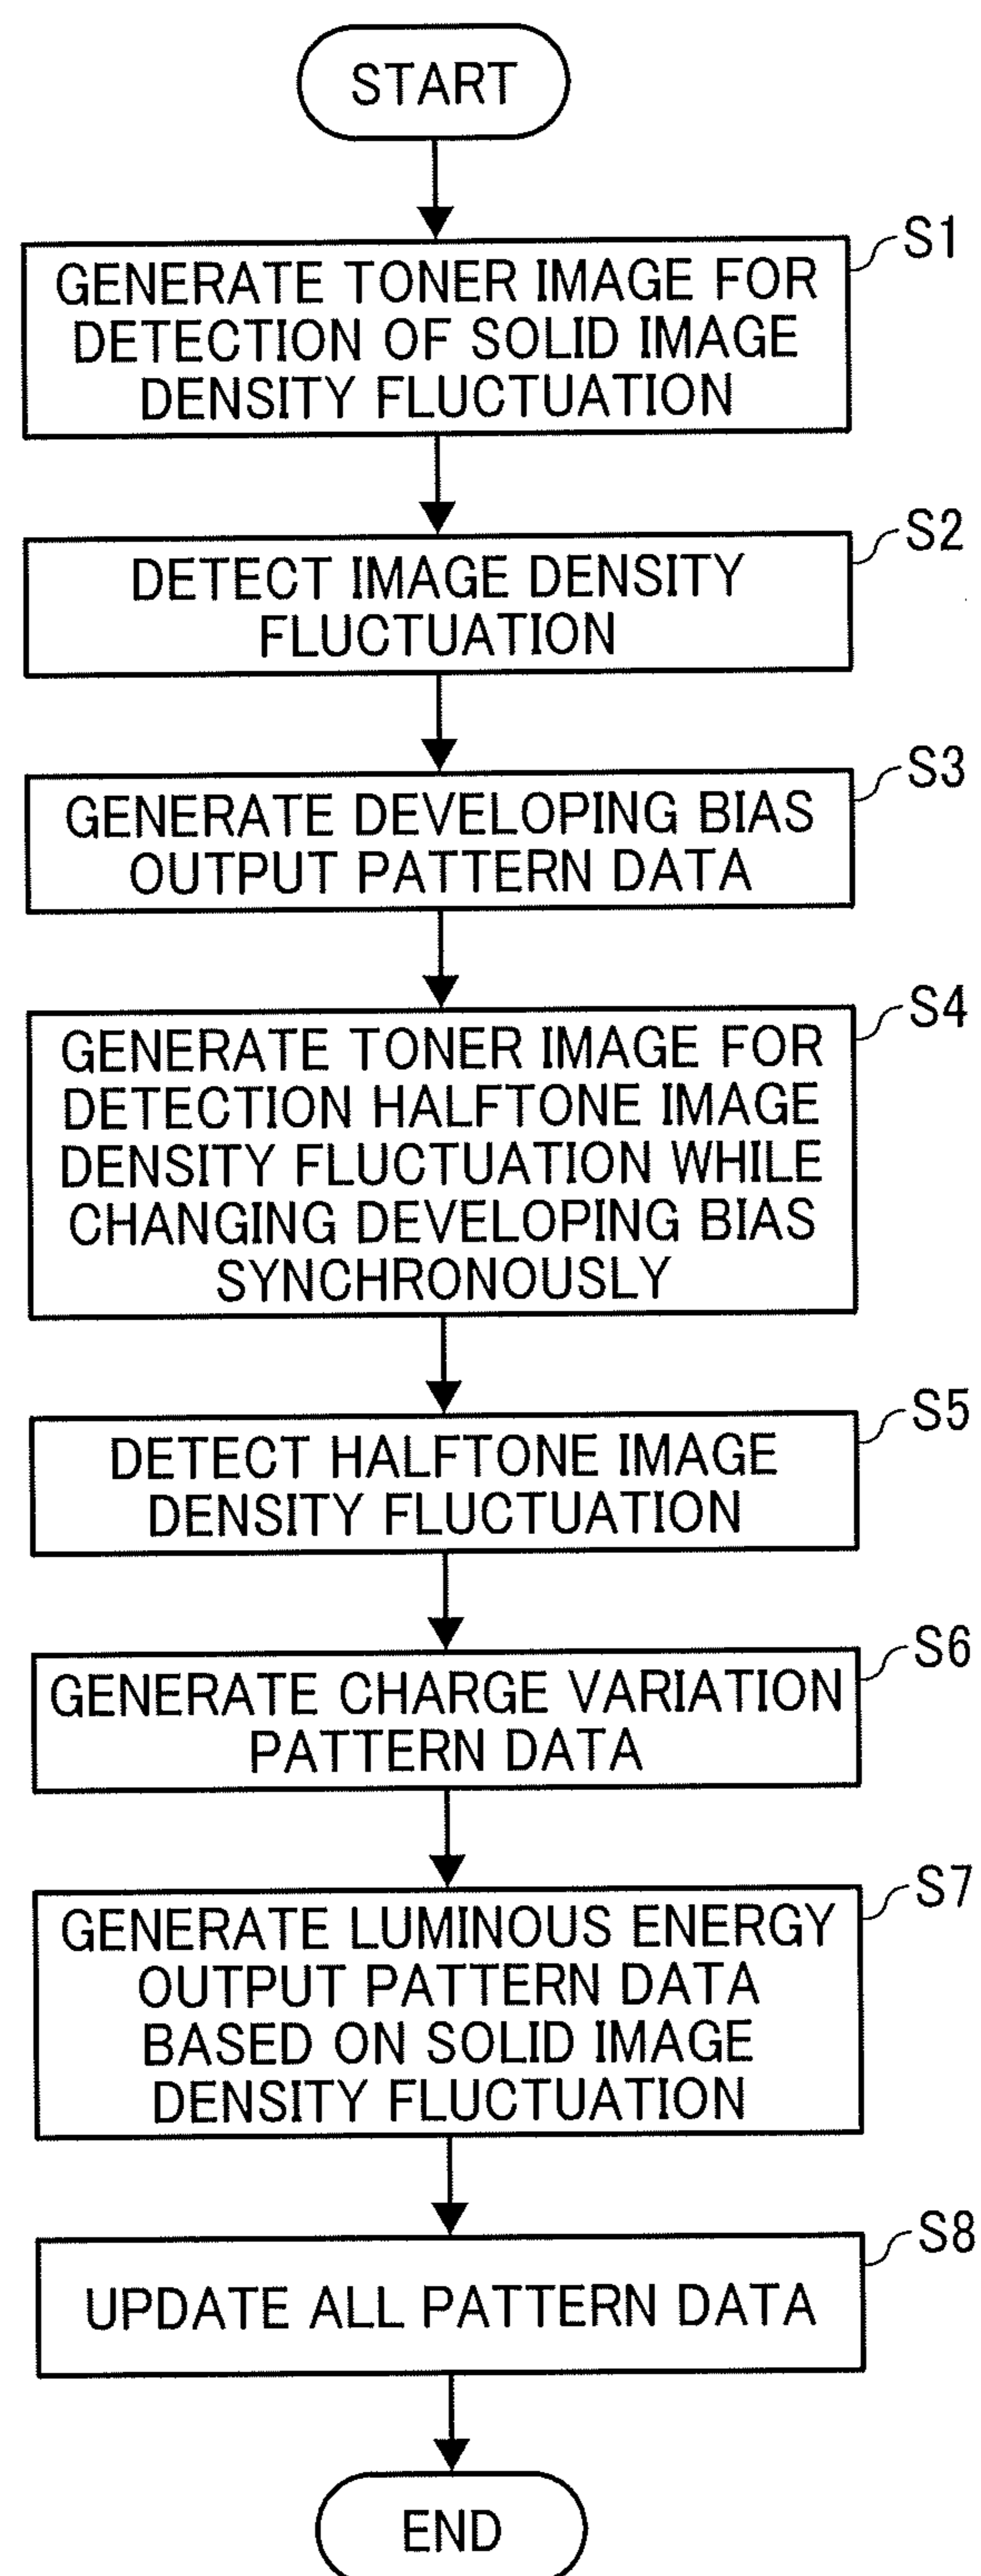 START
S1
GENERATE TONER IMAGE FOR
DETECTION OF SOLID IMAGE
DENSITY FLUCTUATION
S2
DETECT IMAGE DENSITY
FLUCTUATION
S3
GENERATE DEVELOPING BIAS
OUTPUT PATTERN DATA
S4
GENERATE TONER IMAGE FOR
DETECTION HALFTONE IMAGE
DENSITY FLUCTUATION WHILE
CHANGING DEVELOPING BIAS
SYNCHRONOUSLY
S5
DETECT HALFTONE IMAGE
DENSITY FLUCTUATION
S6
GENERATE CHARGE VARIATION
PATTERN DATA
S7
GENERATE LUMINOUS ENERGY
OUTPUT PATTERN DATA
BASED ON SOLID IMAGE
DENSITY FLUCTUATION
S8
UPDATE ALL PATTERN DATA
END